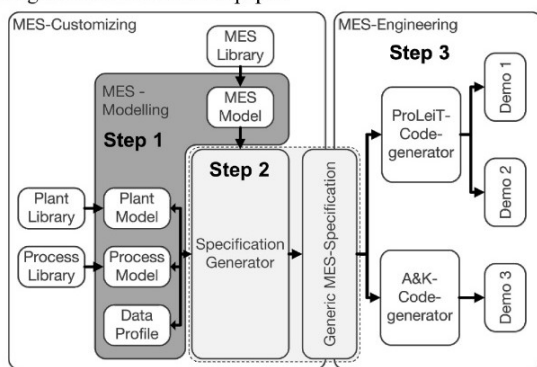 MES-Customizing
MES
Library
MES -
Modelling
Step 1
MES
Model
Step 2
Plant
Library
Plant
Model
Process
Library
Process
Model
Data
Profile
Specification
Generator
Generic MES-Specification
MES-Engineering
Step 3
ProLeiT-
Code-
generator
Demo 1
Demo 2
A&K-
Code-
generator
Demo 3